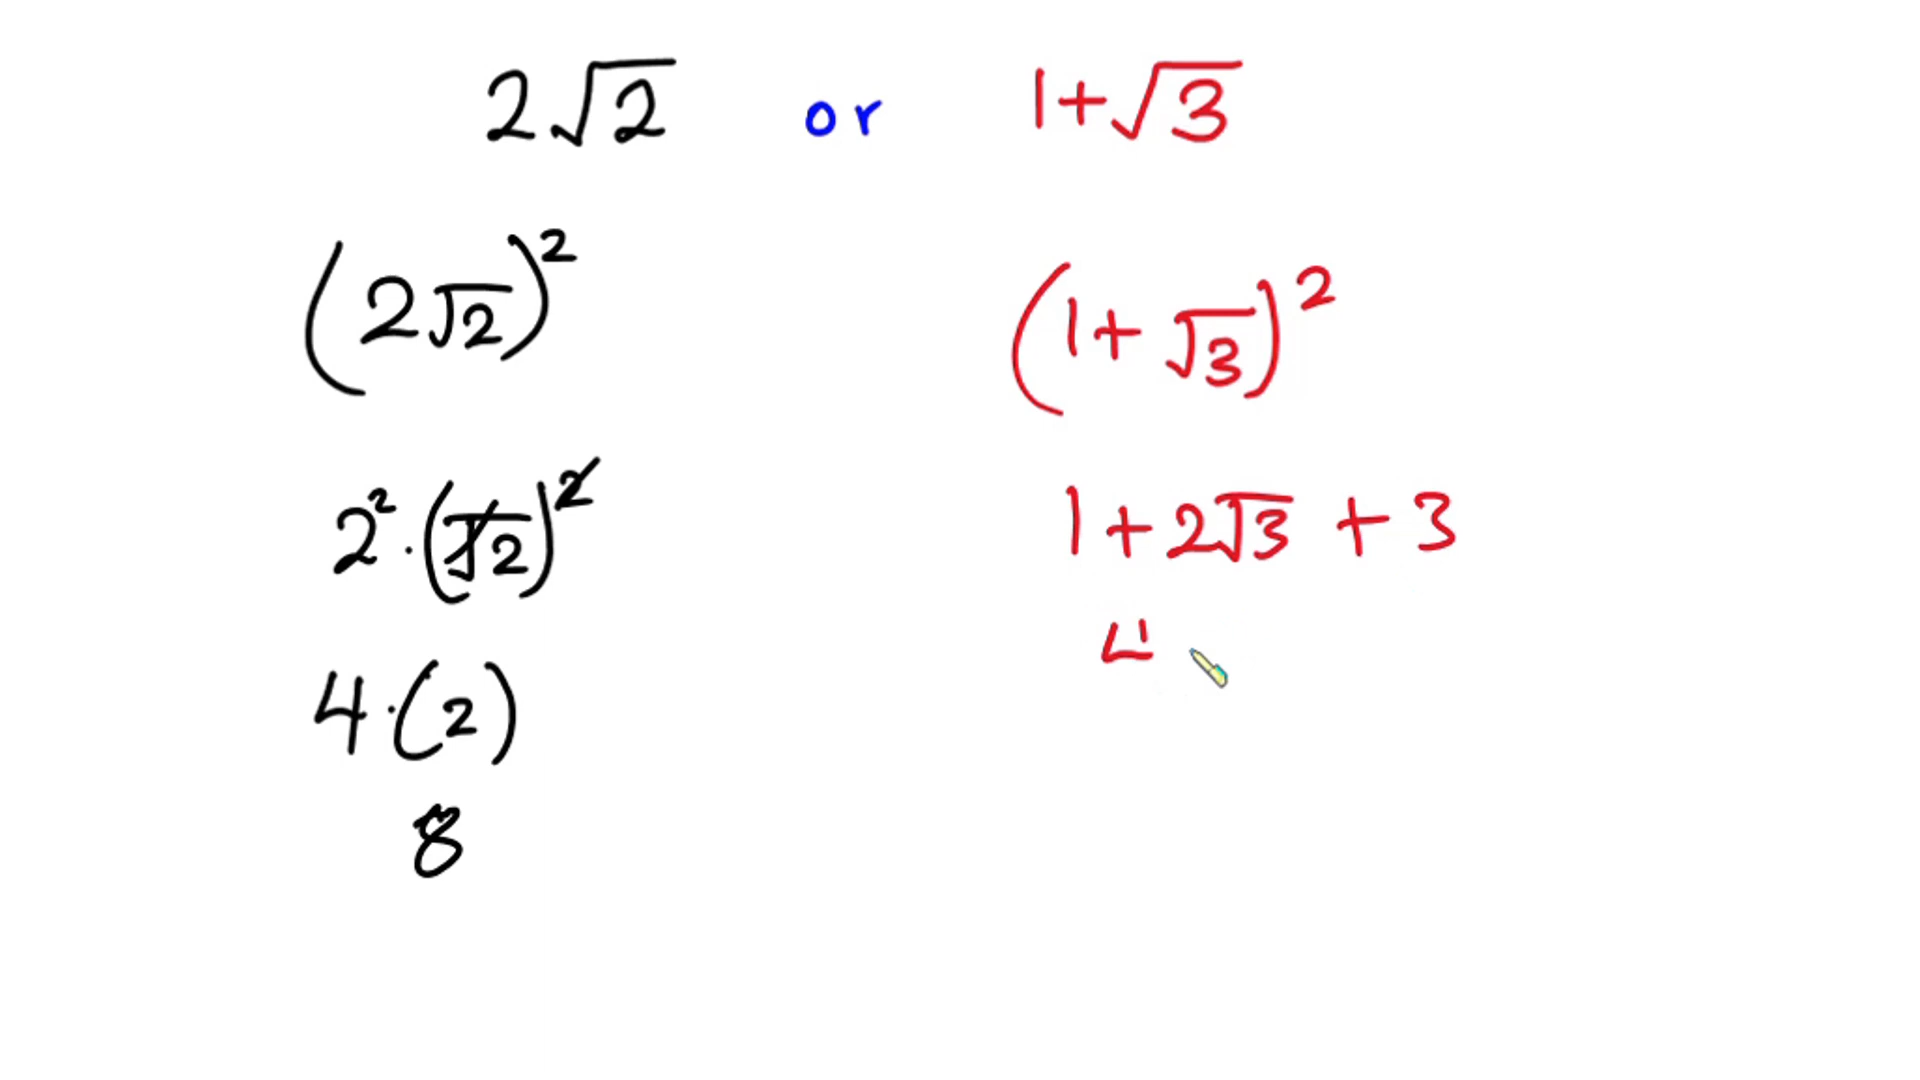 2√2 or 1+√3
(2√2)² (1+√3)²
2²·(√2)² 1+2√3+3
4·(2) 4
8